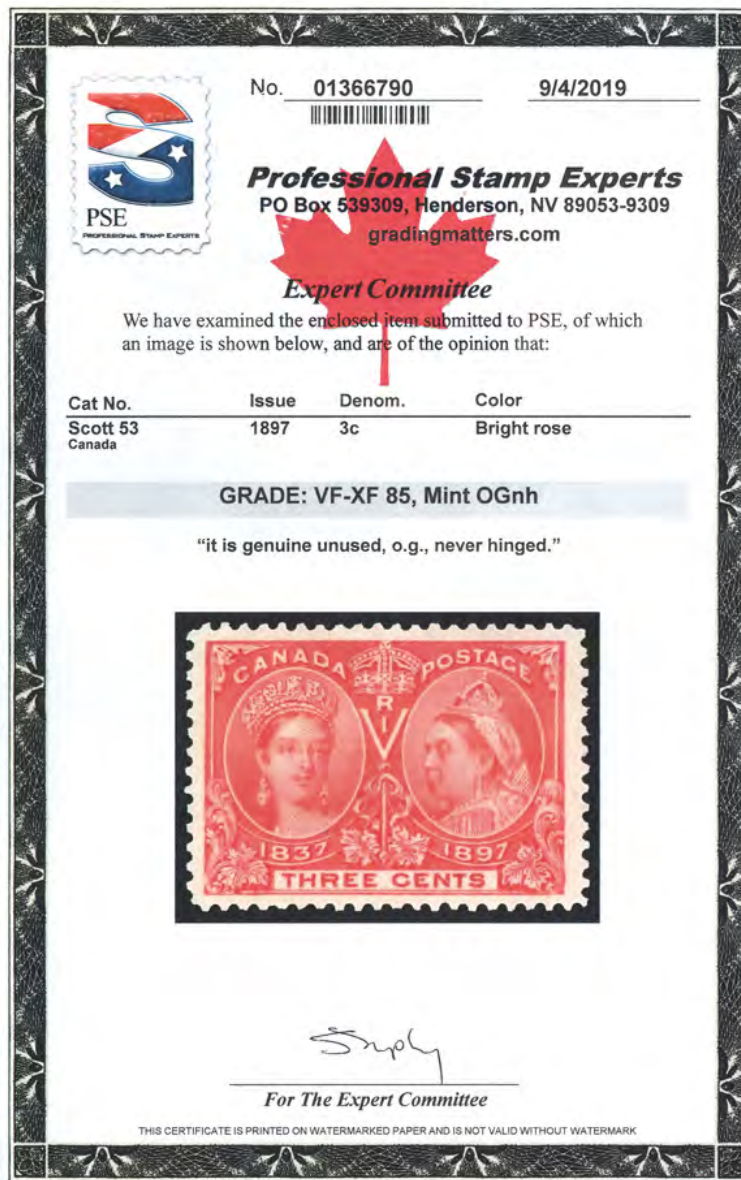 No. 01366790 9/4/2019
PSE
PROFESSIONAL STAMP EXPERTS
Professional Stamp Experts
PO Box 539309, Henderson, NV 89053-9309
gradingmatters.com
Expert Committee
We have examined the enclosed item submitted to PSE, of which
an image is shown below, and are of the opinion that:
Cat No. Issue Denom. Color
Scott 53 1897 3c Bright rose
Canada
GRADE: VF-XF 85, Mint OGnh
“it is genuine unused, o.g., never hinged.”
CANADA POSTAGE
V R I
1837 1897
THREE CENTS
For The Expert Committee
THIS CERTIFICATE IS PRINTED ON WATERMARKED PAPER AND IS NOT VALID WITHOUT WATERMARK